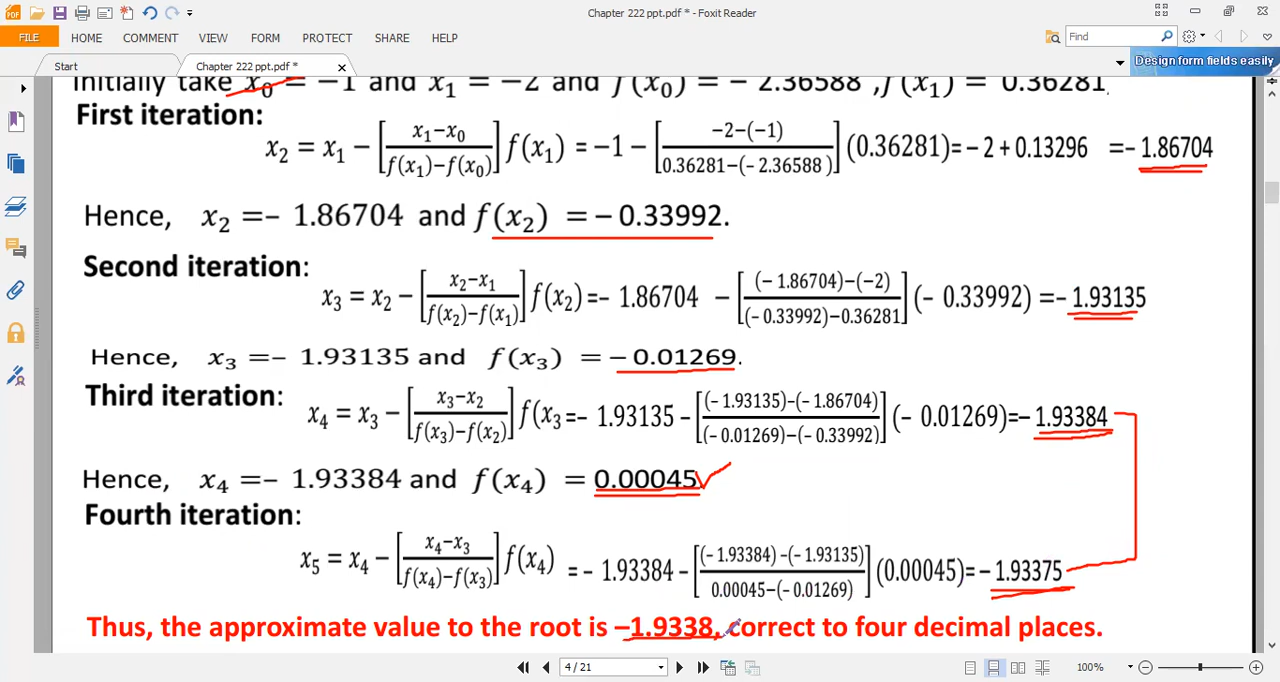 Chapter 222 ppt.pdf * - Foxit Reader
FILE HOME COMMENT VIEW FORM PROTECT SHARE HELP Find
Start Chapter 222 ppt.pdf * Design form fields easily
Initially take x₀ = −1 and x₁ = −2 and f(x₀) = − 2.36588 ,f(x₁) = 0.36281,
First iteration:
x₂ = x₁ − [(x₁−x₀)/(f(x₁)−f(x₀))] f(x₁) = −1 − [(−2−(−1))/(0.36281−(− 2.36588 ))] (0.36281)= − 2 + 0.13296 = − 1.86704
Hence, x₂ =− 1.86704 and f(x₂) = − 0.33992.
Second iteration:
x₃ = x₂ − [(x₂−x₁)/(f(x₂)−f(x₁))] f(x₂) =− 1.86704 − [((− 1.86704)−(−2))/((− 0.33992)−0.36281)] (− 0.33992) = − 1.93135
Hence, x₃ =− 1.93135 and f(x₃) = − 0.01269.
Third iteration:
x₄ = x₃ − [(x₃−x₂)/(f(x₃)−f(x₂))] f(x₃ =− 1.93135 − [((− 1.93135)−(− 1.86704))/((− 0.01269)−(− 0.33992))] (− 0.01269)=− 1.93384
Hence, x₄ =− 1.93384 and f(x₄) = 0.00045
Fourth iteration:
x₅ = x₄ − [(x₄−x₃)/(f(x₄)−f(x₃))] f(x₄) = − 1.93384 − [((− 1.93384) −(− 1.93135))/(0.00045−(− 0.01269))] (0.00045)= − 1.93375
Thus, the approximate value to the root is −1.9338, correct to four decimal places.
4 / 21 100%